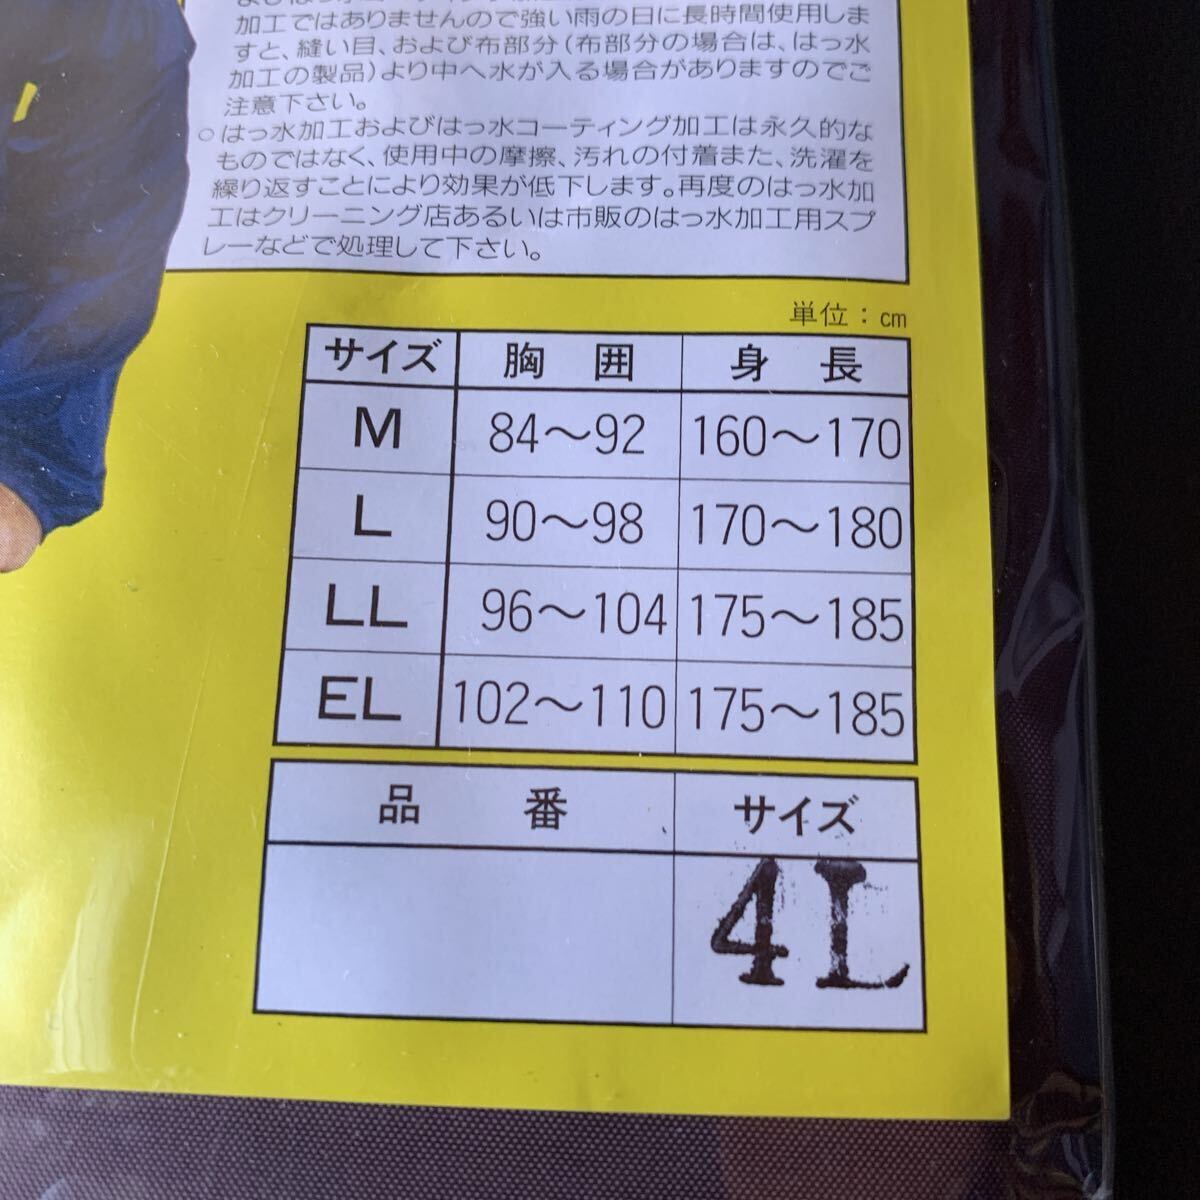 加工ではありませんので強い雨の日に長時間使用しま
すと、縫い目、および布部分(布部分の場合は、はっ水
加工の製品)より中へ水が入る場合がありますのでご
注意下さい。
○はっ水加工およびはっ水コーティング加工は永久的な
ものではなく、使用中の摩擦、汚れの付着また、洗濯を
繰り返すことにより効果が低下します。再度のはっ水加
工はクリーニング店あるいは市販のはっ水加工用スプ
レーなどで処理して下さい。
単位:cm
サイズ 胸囲 身長
M 84〜92 160〜170
L 90〜98 170〜180
LL 96〜104 175〜185
EL 102〜110 175〜185
品番 サイズ
4L